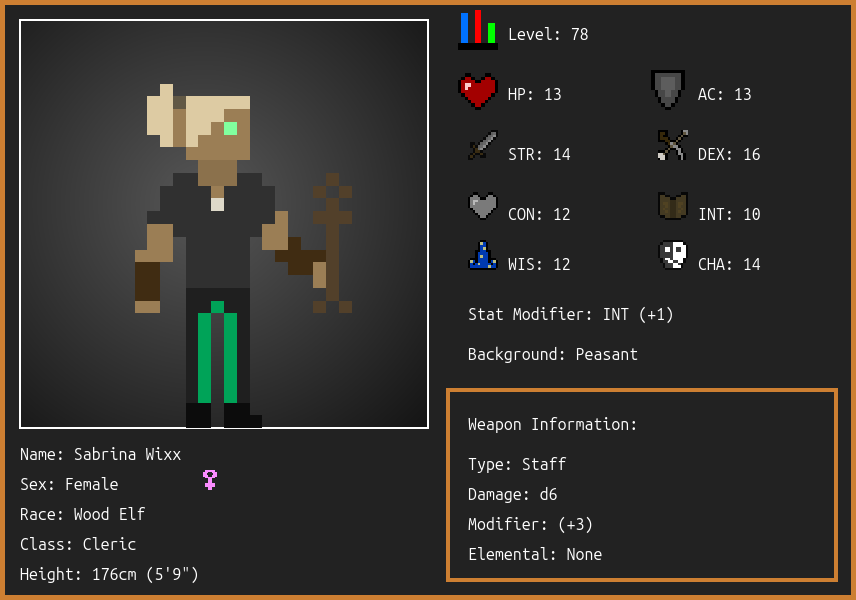 Level: 78
HP: 13
AC: 13
STR: 14
DEX: 16
CON: 12
INT: 10
WIS: 12
CHA: 14
Stat Modifier: INT (+1)
Background: Peasant
Weapon Information:
Type: Staff
Damage: d6
Modifier: (+3)
Elemental: None
Name: Sabrina Wixx
Sex: Female
Race: Wood Elf
Class: Cleric
Height: 176cm (5'9")